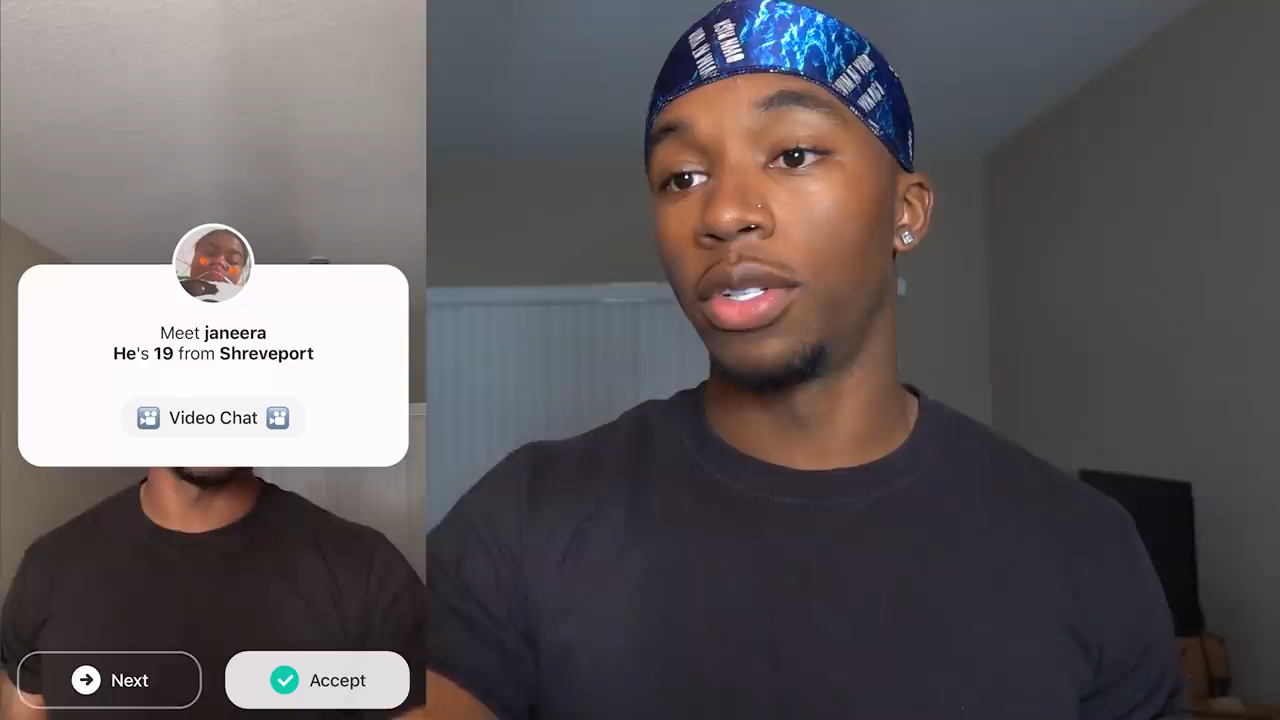 Meet janeera
He's 19 from Shreveport
Video Chat
Next
Accept